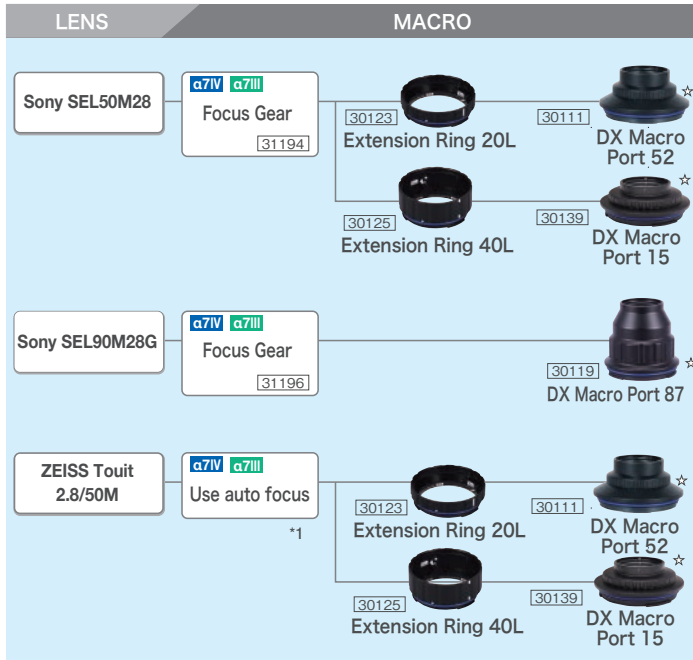 LENS
MACRO
Sony SEL50M28
α7IV α7III
Focus Gear
31194
30123
Extension Ring 20L
30111
☆
DX Macro
Port 52
30125
Extension Ring 40L
30139
☆
DX Macro
Port 15
Sony SEL90M28G
α7IV α7III
Focus Gear
31196
30119
☆
DX Macro Port 87
ZEISS Touit
2.8/50M
α7IV α7III
Use auto focus
*1
30123
Extension Ring 20L
30111
☆
DX Macro
Port 52
30125
Extension Ring 40L
30139
☆
DX Macro
Port 15